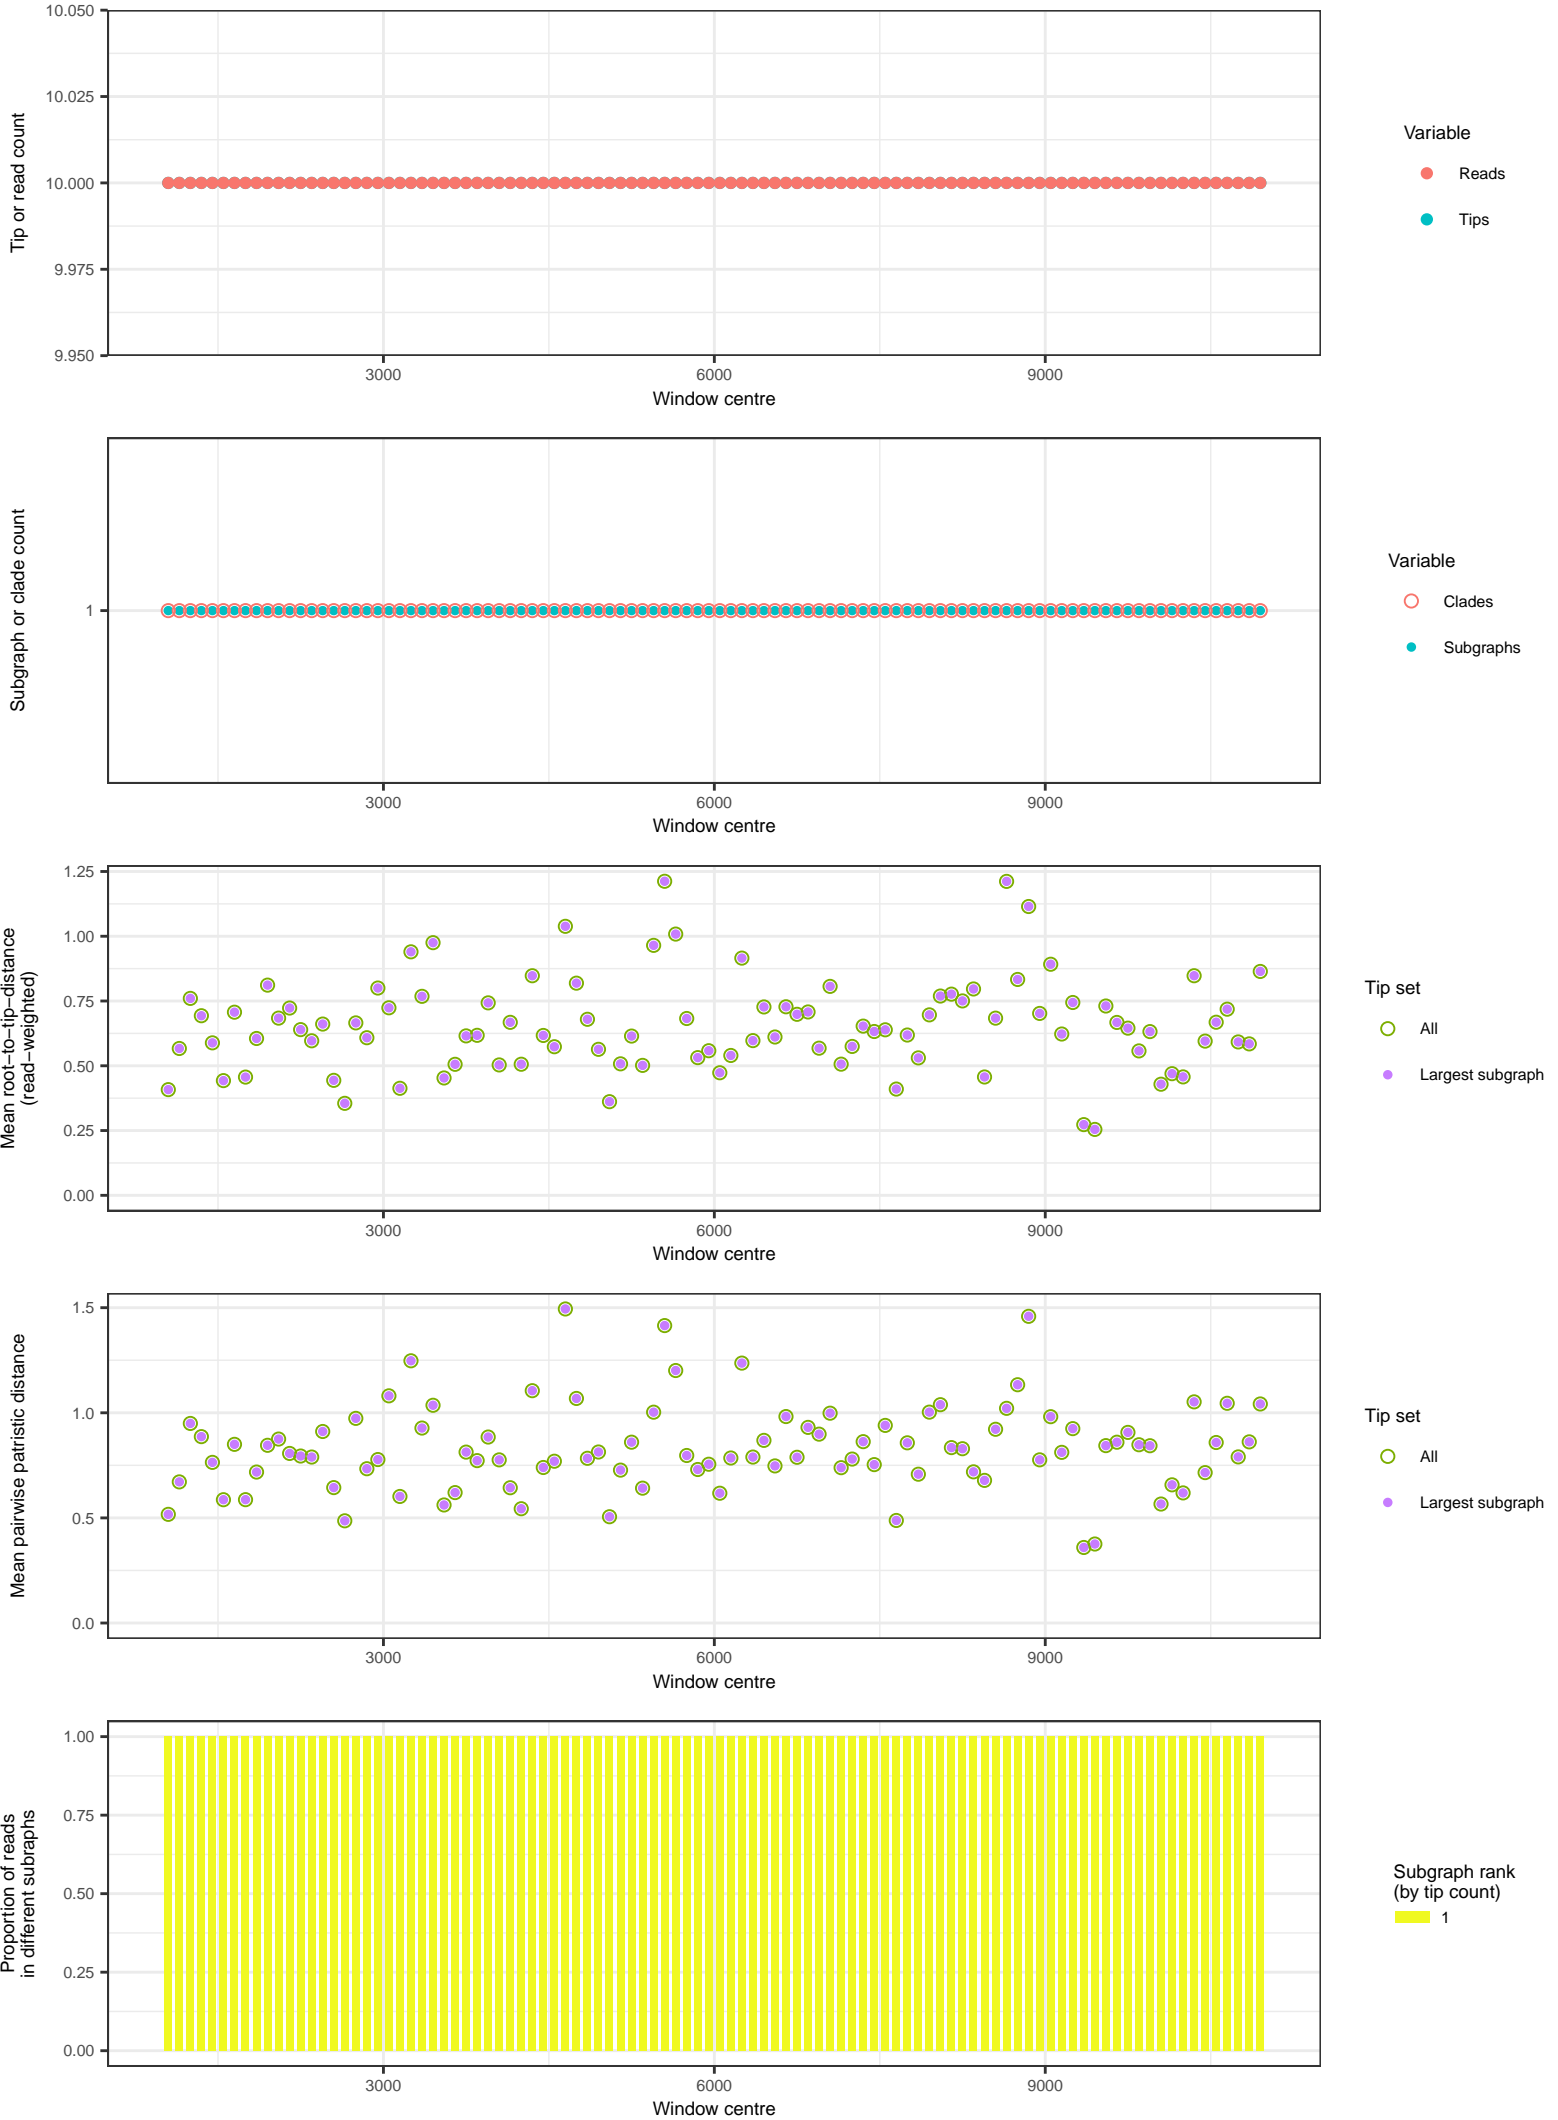 10.050
10.025
10.000
9.975
9.950
Tip or read count
3000
6000
9000
Window centre
Variable
Reads
Tips
1
Subgraph or clade count
3000
6000
9000
Window centre
Variable
Clades
Subgraphs
1.25
1.00
0.75
0.50
0.25
0.00
Mean root−to−tip−distance
(read−weighted)
3000
6000
9000
Window centre
Tip set
All
Largest subgraph
1.5
1.0
0.5
0.0
Mean pairwise patristic distance
3000
6000
9000
Window centre
Tip set
All
Largest subgraph
1.00
0.75
0.50
0.25
0.00
Proportion of reads
in different subraphs
3000
6000
9000
Window centre
Subgraph rank
(by tip count)
1